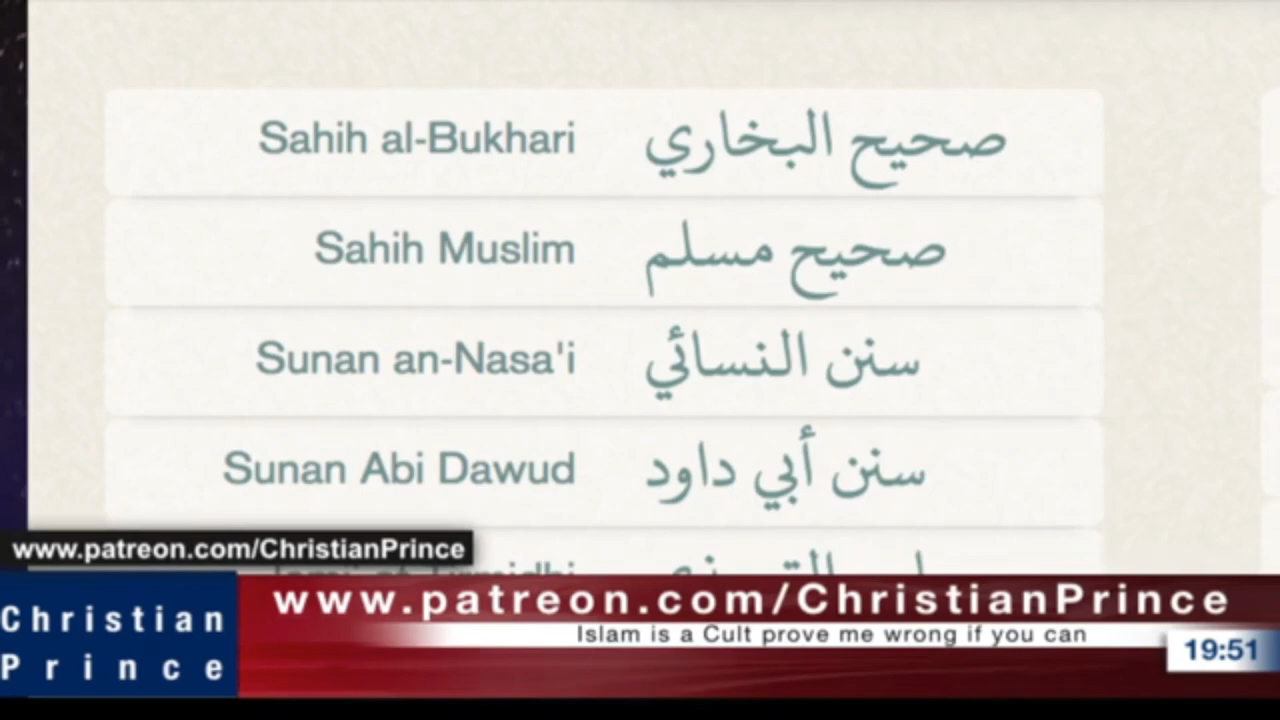 Sahih al-Bukhari صحيح البخاري
Sahih Muslim صحيح مسلم
Sunan an-Nasa'i سنن النسائي
Sunan Abi Dawud سنن أبي داود
www.patreon.com/ChristianPrince
Christian
Prince
www.patreon.com/ChristianPrince
Islam is a Cult prove me wrong if you can
19:51